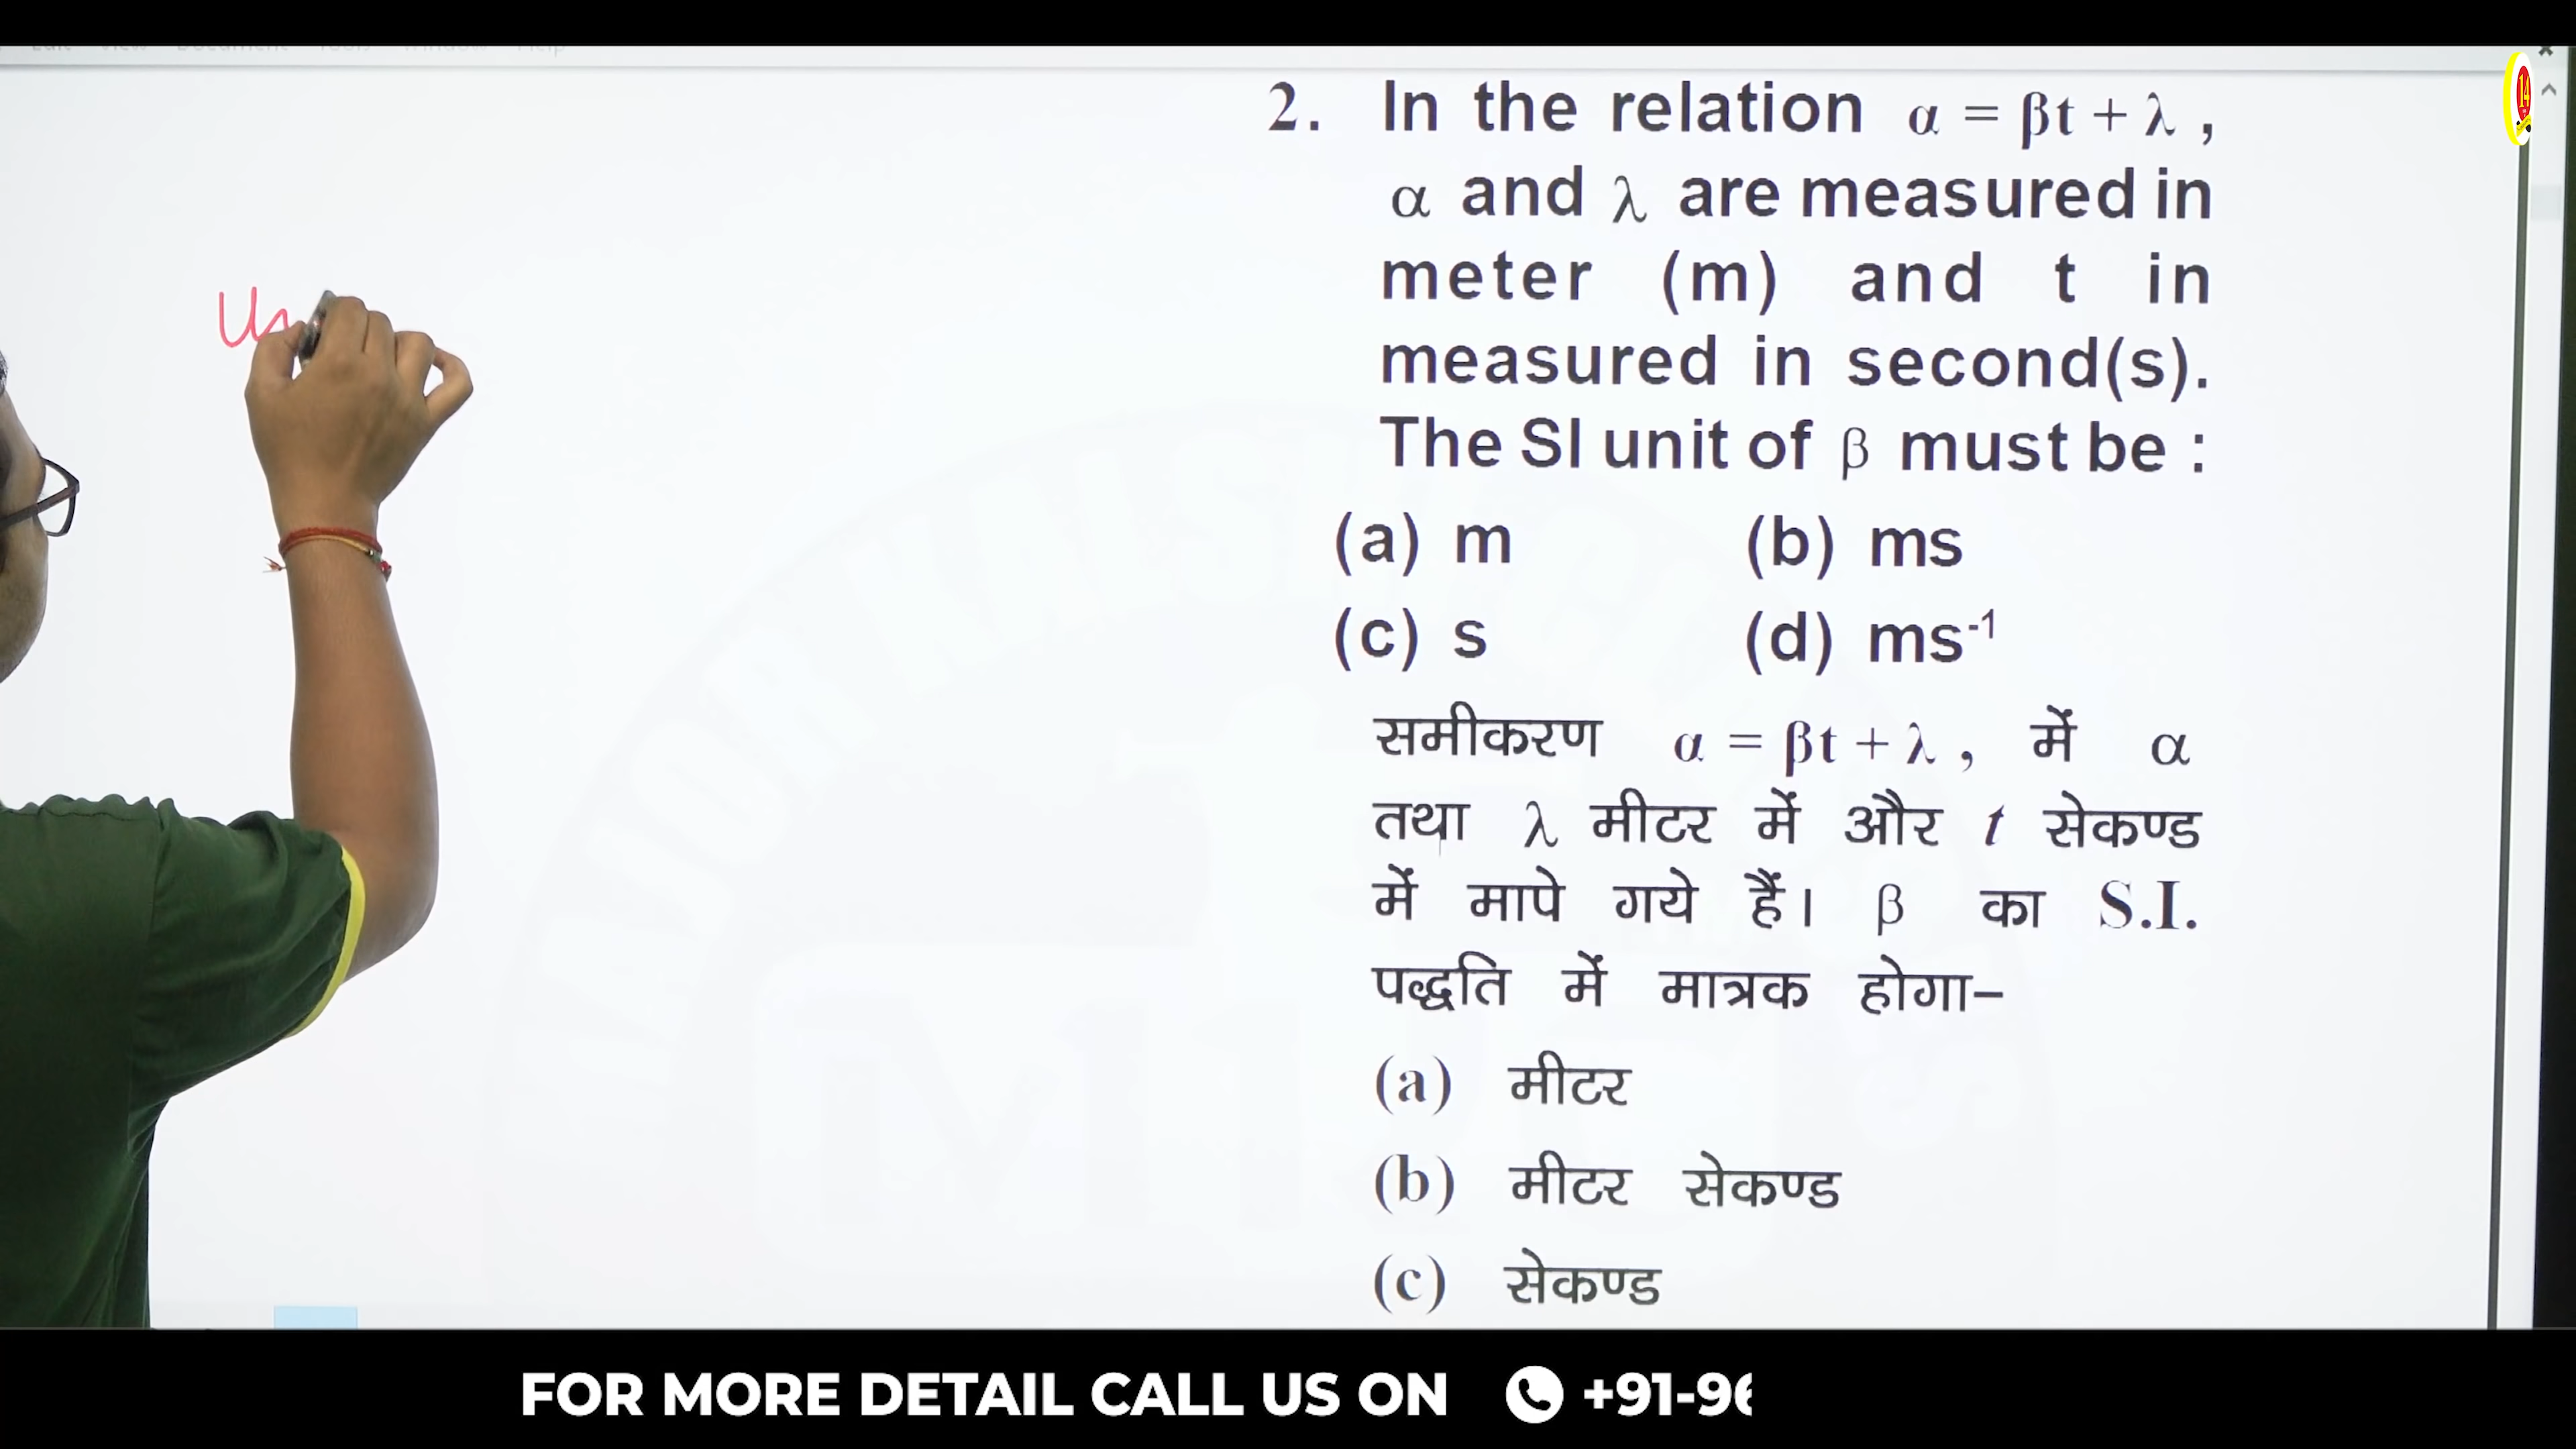 2. In the relation α = βt + λ ,
α and λ are measured in
meter (m) and t in
measured in second(s).
The SI unit of β must be :
(a) m (b) ms
(c) s (d) ms⁻¹
समीकरण α = βt + λ , में α
तथा λ मीटर में और t सेकण्ड
में मापे गये हैं। β का S.I.
पद्धति में मात्रक होगा–
(a) मीटर
(b) मीटर सेकण्ड
(c) सेकण्ड
FOR MORE DETAIL CALL US ON +91-9
14